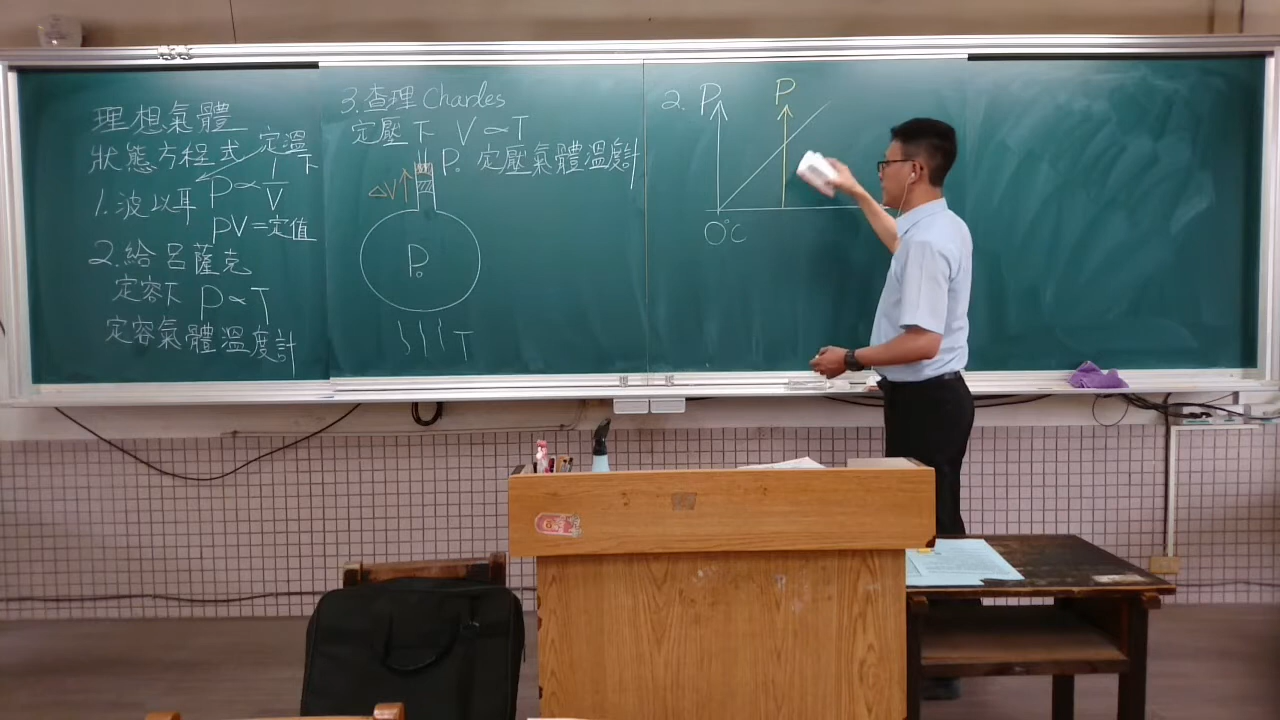 理想氣體
狀態方程式 定溫下
1.波以耳 P∝1/V
PV=定值
2.給呂薩克
定容下 P∝T
定容氣體溫度計
3.查理 Charles
定壓下 V∝T
P₀ 定壓氣體溫度計
ΔV
P₀
T
2. P P
0°C